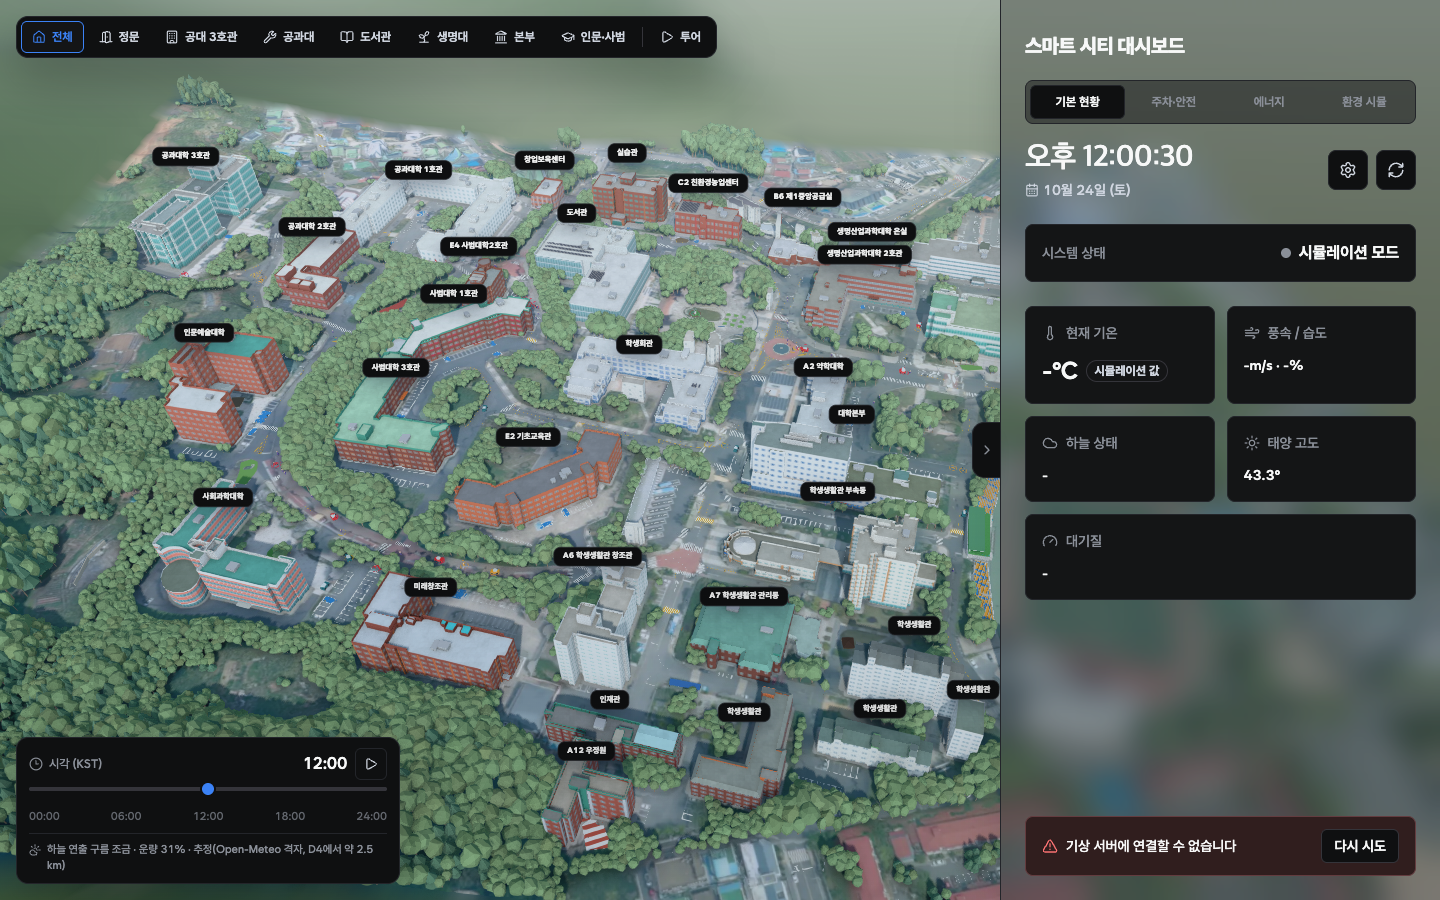 전체
정문
공대 3호관
공과대
도서관
생명대
본부
인문·사범
투어
공과대학 3호관
공과대학 1호관
창업보육센터
실습관
C2 친환경농업센터
B6 제1중앙공급실
도서관
공과대학 2호관
E4 사범대학2호관
생명산업과학대학 온실
생명산업과학대학 2호관
사범대학 1호관
인문예술대학
학생회관
사범대학 3호관
A2 약학대학
대학본부
E2 기초교육관
학생생활관 부속동
사회과학대학
A6 학생생활관 창조관
미래창조관
A7 학생생활관 관리동
학생생활관
학생생활관
인재관
학생생활관
학생생활관
A12 우정원
시각 (KST)
12:00
00:00
06:00
12:00
18:00
24:00
하늘 연출 구름 조금 · 운량 31% · 추정(Open-Meteo 격자, D4에서 약 2.5
km)
스마트 시티 대시보드
기본 현황
주차·안전
에너지
환경 시뮬
오후 12:00:30
10월 24일 (토)
시스템 상태
시뮬레이션 모드
현재 기온
-°C
시뮬레이션 값
풍속 / 습도
-m/s · -%
하늘 상태
-
태양 고도
43.3°
대기질
-
기상 서버에 연결할 수 없습니다
다시 시도